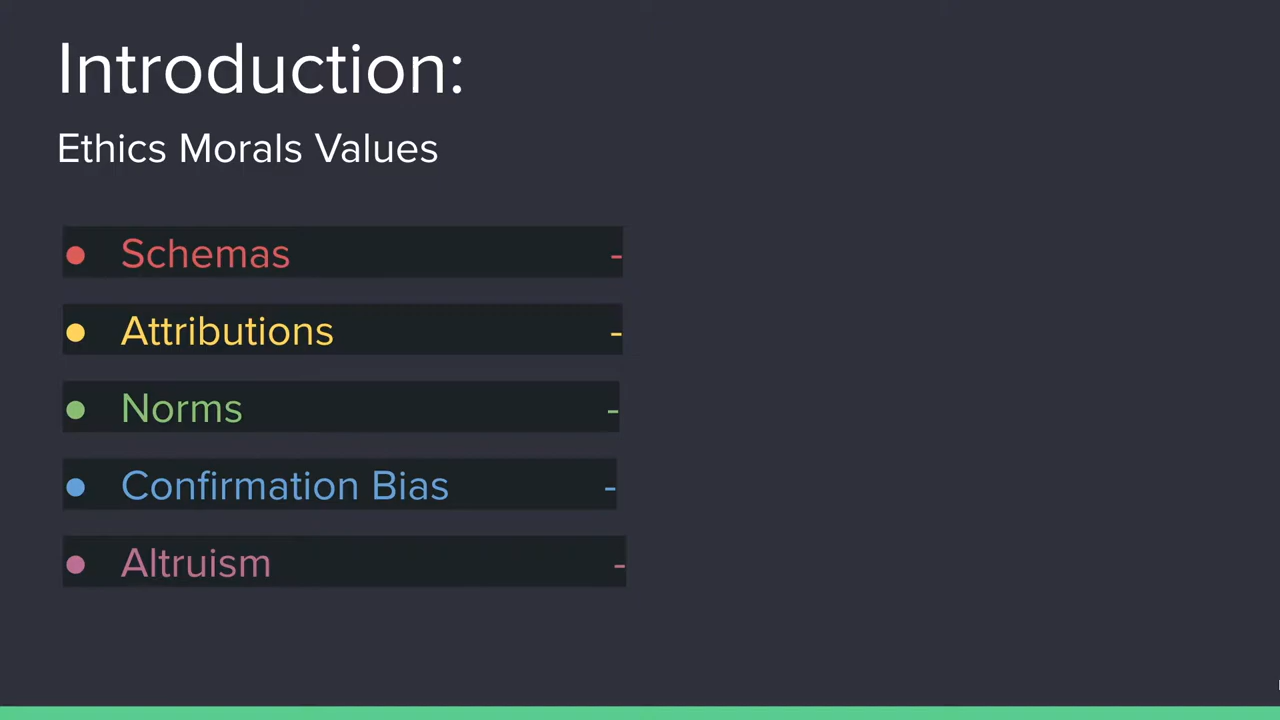 Introduction:
Ethics Morals Values
● Schemas -
● Attributions -
● Norms -
● Confirmation Bias -
● Altruism -